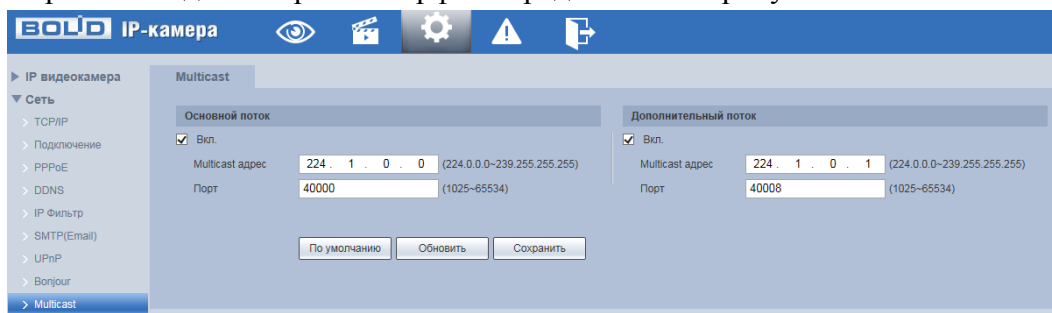 BOLID IP-камера
IP видеокамера
Сеть
TCP/IP
Подключение
PPPoE
DDNS
IP Фильтр
SMTP(Email)
UPnP
Bonjour
Multicast
Multicast
Основной поток
Вкл.
Multicast адрес 224 . 1 . 0 . 0 (224.0.0.0~239.255.255.255)
Порт 40000 (1025~65534)
По умолчанию Обновить Сохранить
Дополнительный поток
Вкл.
Multicast адрес 224 . 1 . 0 . 1 (224.0.0.0~239.255.255.255)
Порт 40008 (1025~65534)